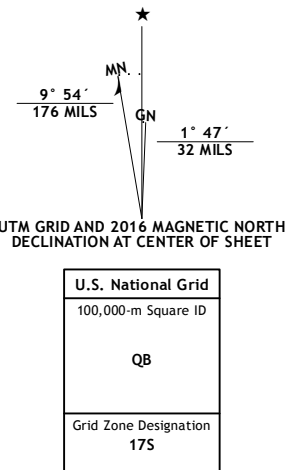 ★
MN
GN
9° 54´
176 MILS
1° 47´
32 MILS
UTM GRID AND 2016 MAGNETIC NORTH
DECLINATION AT CENTER OF SHEET
U.S. National Grid
100,000-m Square ID
QB
Grid Zone Designation
17S